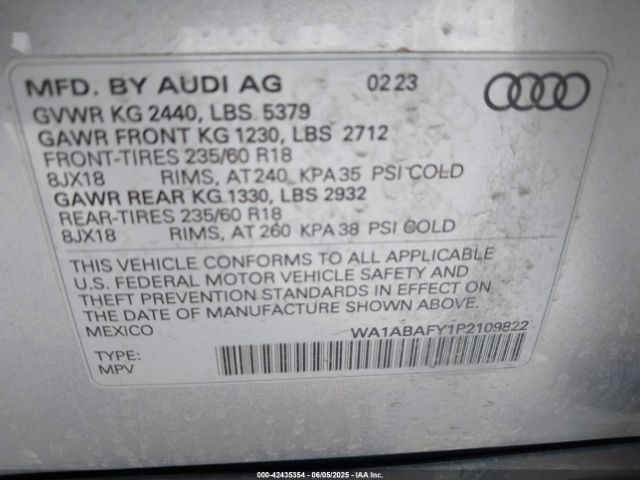 MFD. BY AUDI AG 02 23
GVWR KG 2440, LBS 5379
GAWR FRONT KG 1230, LBS 2712
FRONT-TIRES 235/60 R18
8JX18 RIMS, AT 240 KPA 35 PSI COLD
GAWR REAR KG 1330, LBS 2932
REAR-TIRES 235/60 R18
8JX18 RIMS, AT 260 KPA 38 PSI COLD
THIS VEHICLE CONFORMS TO ALL APPLICABLE
U.S. FEDERAL MOTOR VEHICLE SAFETY AND
THEFT PREVENTION STANDARDS IN EFFECT ON
THE DATE OF MANUFACTURE SHOWN ABOVE.
MEXICO WA1ABAFY1P2109822
TYPE:
MPV
000-42435354 | 06/05/2025 - IAA Inc.